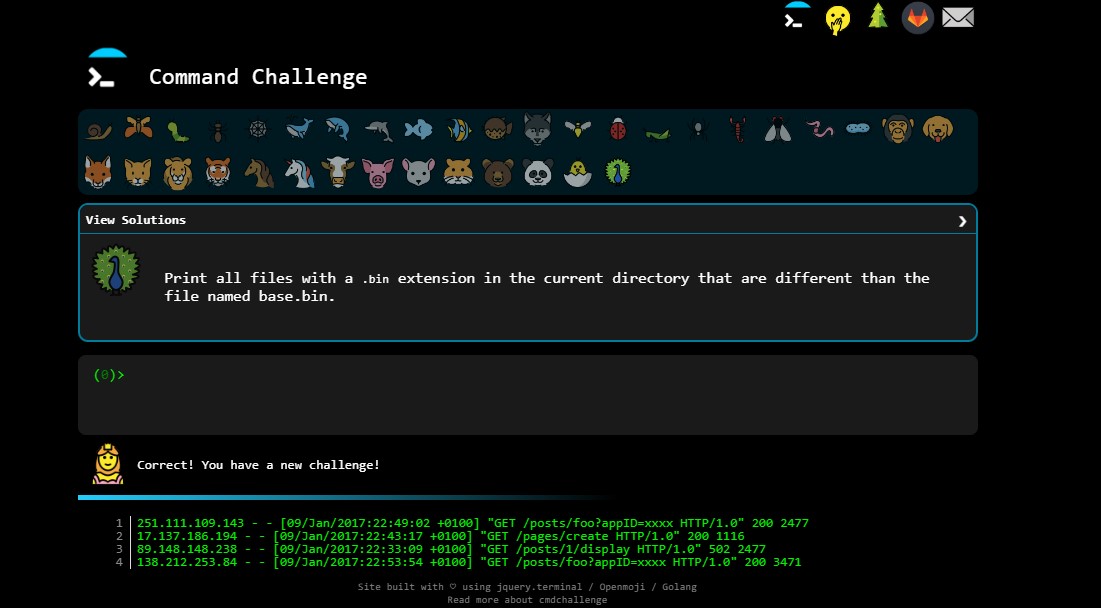 Command Challenge
View Solutions
Print all files with a .bin extension in the current directory that are different than the
file named base.bin.
(0)>
Correct! You have a new challenge!
1 251.111.109.143 - - [09/Jan/2017:22:49:02 +0100] "GET /posts/foo?appID=xxxx HTTP/1.0" 200 2477
2 17.137.186.194 - - [09/Jan/2017:22:43:17 +0100] "GET /pages/create HTTP/1.0" 200 1116
3 89.148.148.238 - - [09/Jan/2017:22:33:09 +0100] "GET /posts/1/display HTTP/1.0" 502 2477
4 138.212.253.84 - - [09/Jan/2017:22:53:54 +0100] "GET /posts/foo?appID=xxxx HTTP/1.0" 200 3471
Site built with ♡ using jquery.terminal / Openmoji / Golang
Read more about cmdchallenge